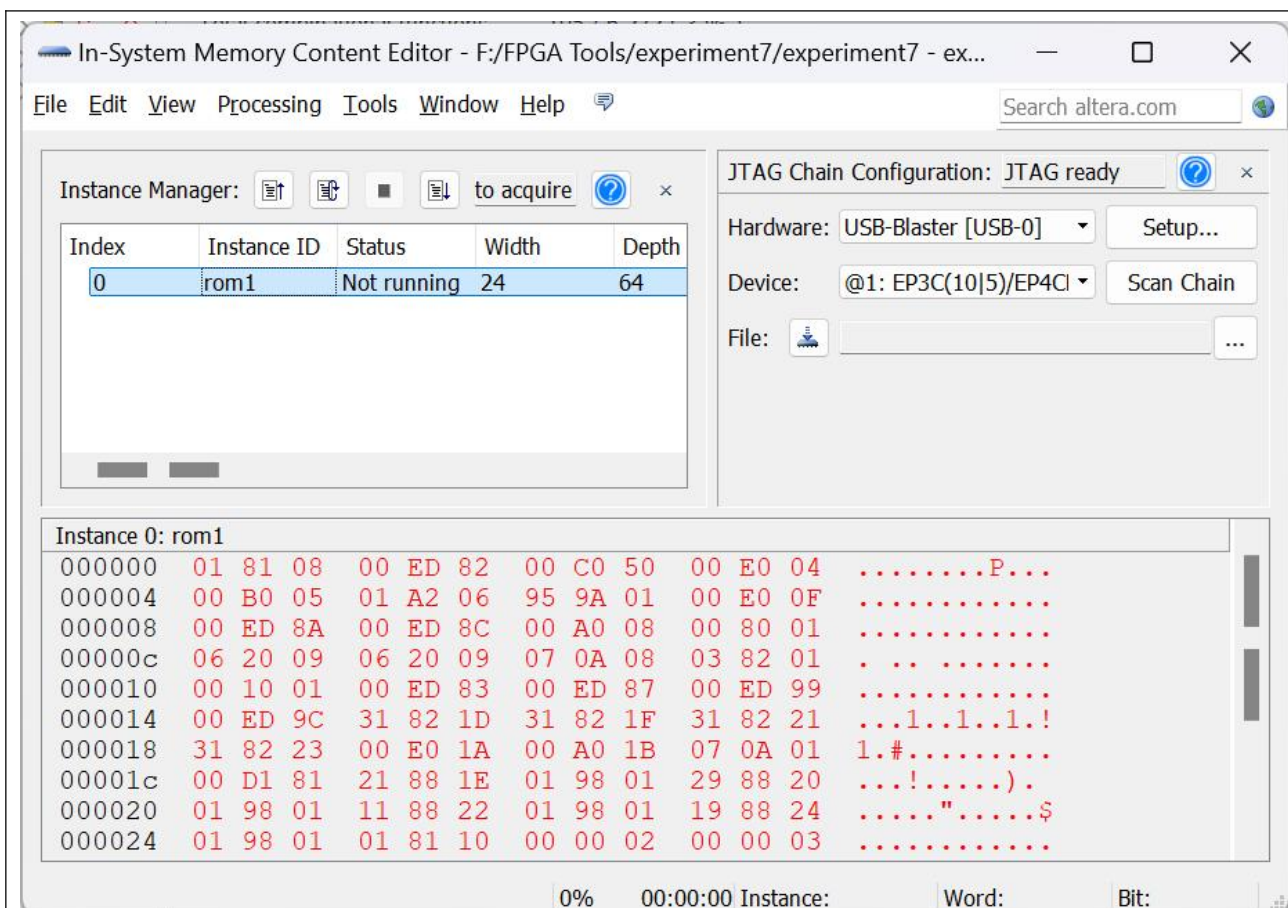 In-System Memory Content Editor - F:/FPGA Tools/experiment7/experiment7 - ex...
File Edit View Processing Tools Window Help
Search altera.com
Instance Manager: to acquire
Index Instance ID Status Width Depth
0 rom1 Not running 24 64
JTAG Chain Configuration: JTAG ready
Hardware: USB-Blaster [USB-0] Setup...
Device: @1: EP3C(10|5)/EP4CI Scan Chain
File: ...
Instance 0: rom1
000000 01 81 08 00 ED 82 00 C0 50 00 E0 04 ........P...
000004 00 B0 05 01 A2 06 95 9A 01 00 E0 0F ............
000008 00 ED 8A 00 ED 8C 00 A0 08 00 80 01 ............
00000c 06 20 09 06 20 09 07 0A 08 03 82 01 . .. .......
000010 00 10 01 00 ED 83 00 ED 87 00 ED 99 ............
000014 00 ED 9C 31 82 1D 31 82 1F 31 82 21 ...1..1..1.!
000018 31 82 23 00 E0 1A 00 A0 1B 07 0A 01 1.#.........
00001c 00 D1 81 21 88 1E 01 98 01 29 88 20 ...!.....).
000020 01 98 01 11 88 22 01 98 01 19 88 24 .....".....$
000024 01 98 01 01 81 10 00 00 02 00 00 03 ............
0% 00:00:00 Instance: Word: Bit: